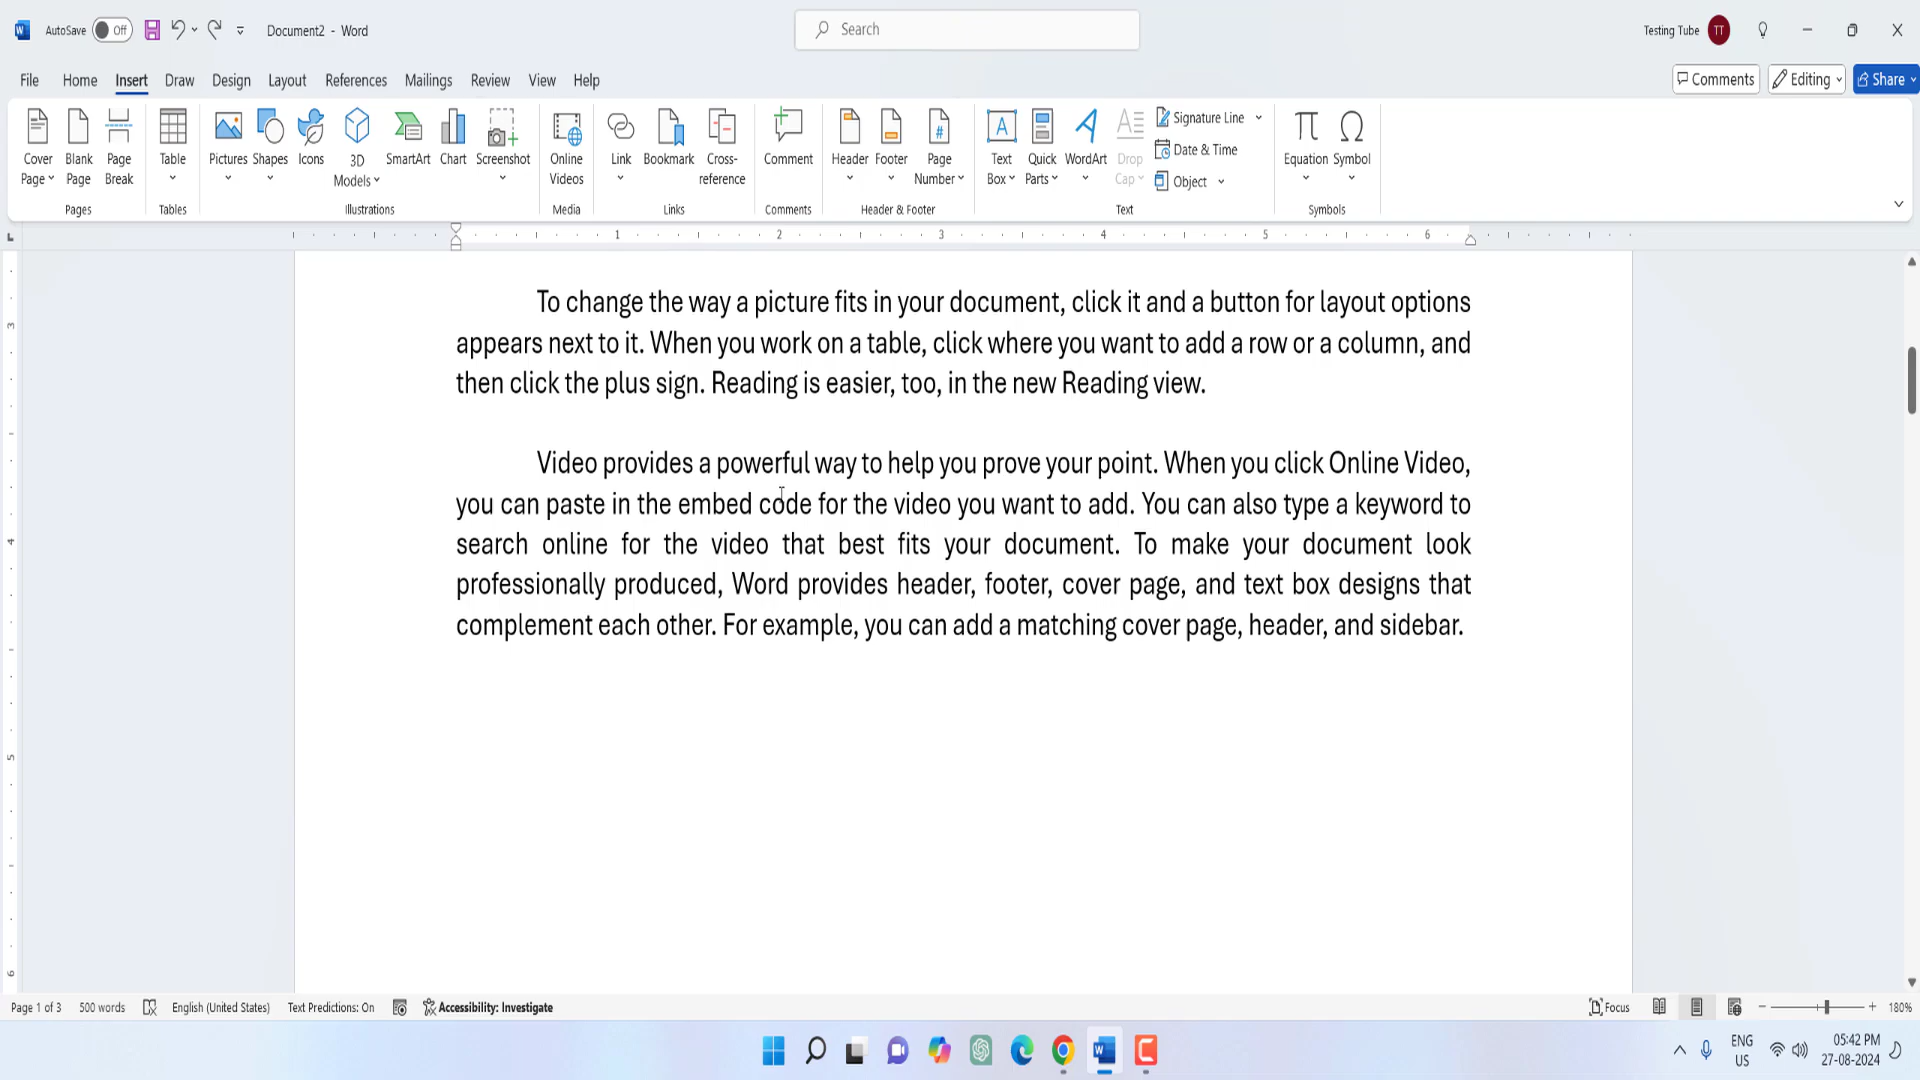 AutoSave Off Document2 - Word Search Testing Tube TT
File Home Insert Draw Design Layout References Mailings Review View Help Comments Editing Share
Cover Page Blank Page Page Break Table Pictures Shapes Icons 3D Models SmartArt Chart Screenshot Online Videos Link Bookmark Cross-reference Comment Header Footer Page Number Text Box Quick Parts WordArt Drop Cap Signature Line Date & Time Object Equation Symbol
Pages Tables Illustrations Media Links Comments Header & Footer Text Symbols
1 2 3 4 5 6
3
4
5
6
To change the way a picture fits in your document, click it and a button for layout options
appears next to it. When you work on a table, click where you want to add a row or a column, and
then click the plus sign. Reading is easier, too, in the new Reading view.
Video provides a powerful way to help you prove your point. When you click Online Video,
you can paste in the embed code for the video you want to add. You can also type a keyword to
search online for the video that best fits your document. To make your document look
professionally produced, Word provides header, footer, cover page, and text box designs that
complement each other. For example, you can add a matching cover page, header, and sidebar.
Page 1 of 3 500 words English (United States) Text Predictions: On Accessibility: Investigate Focus 180%
ENG US 05:42 PM 27-08-2024